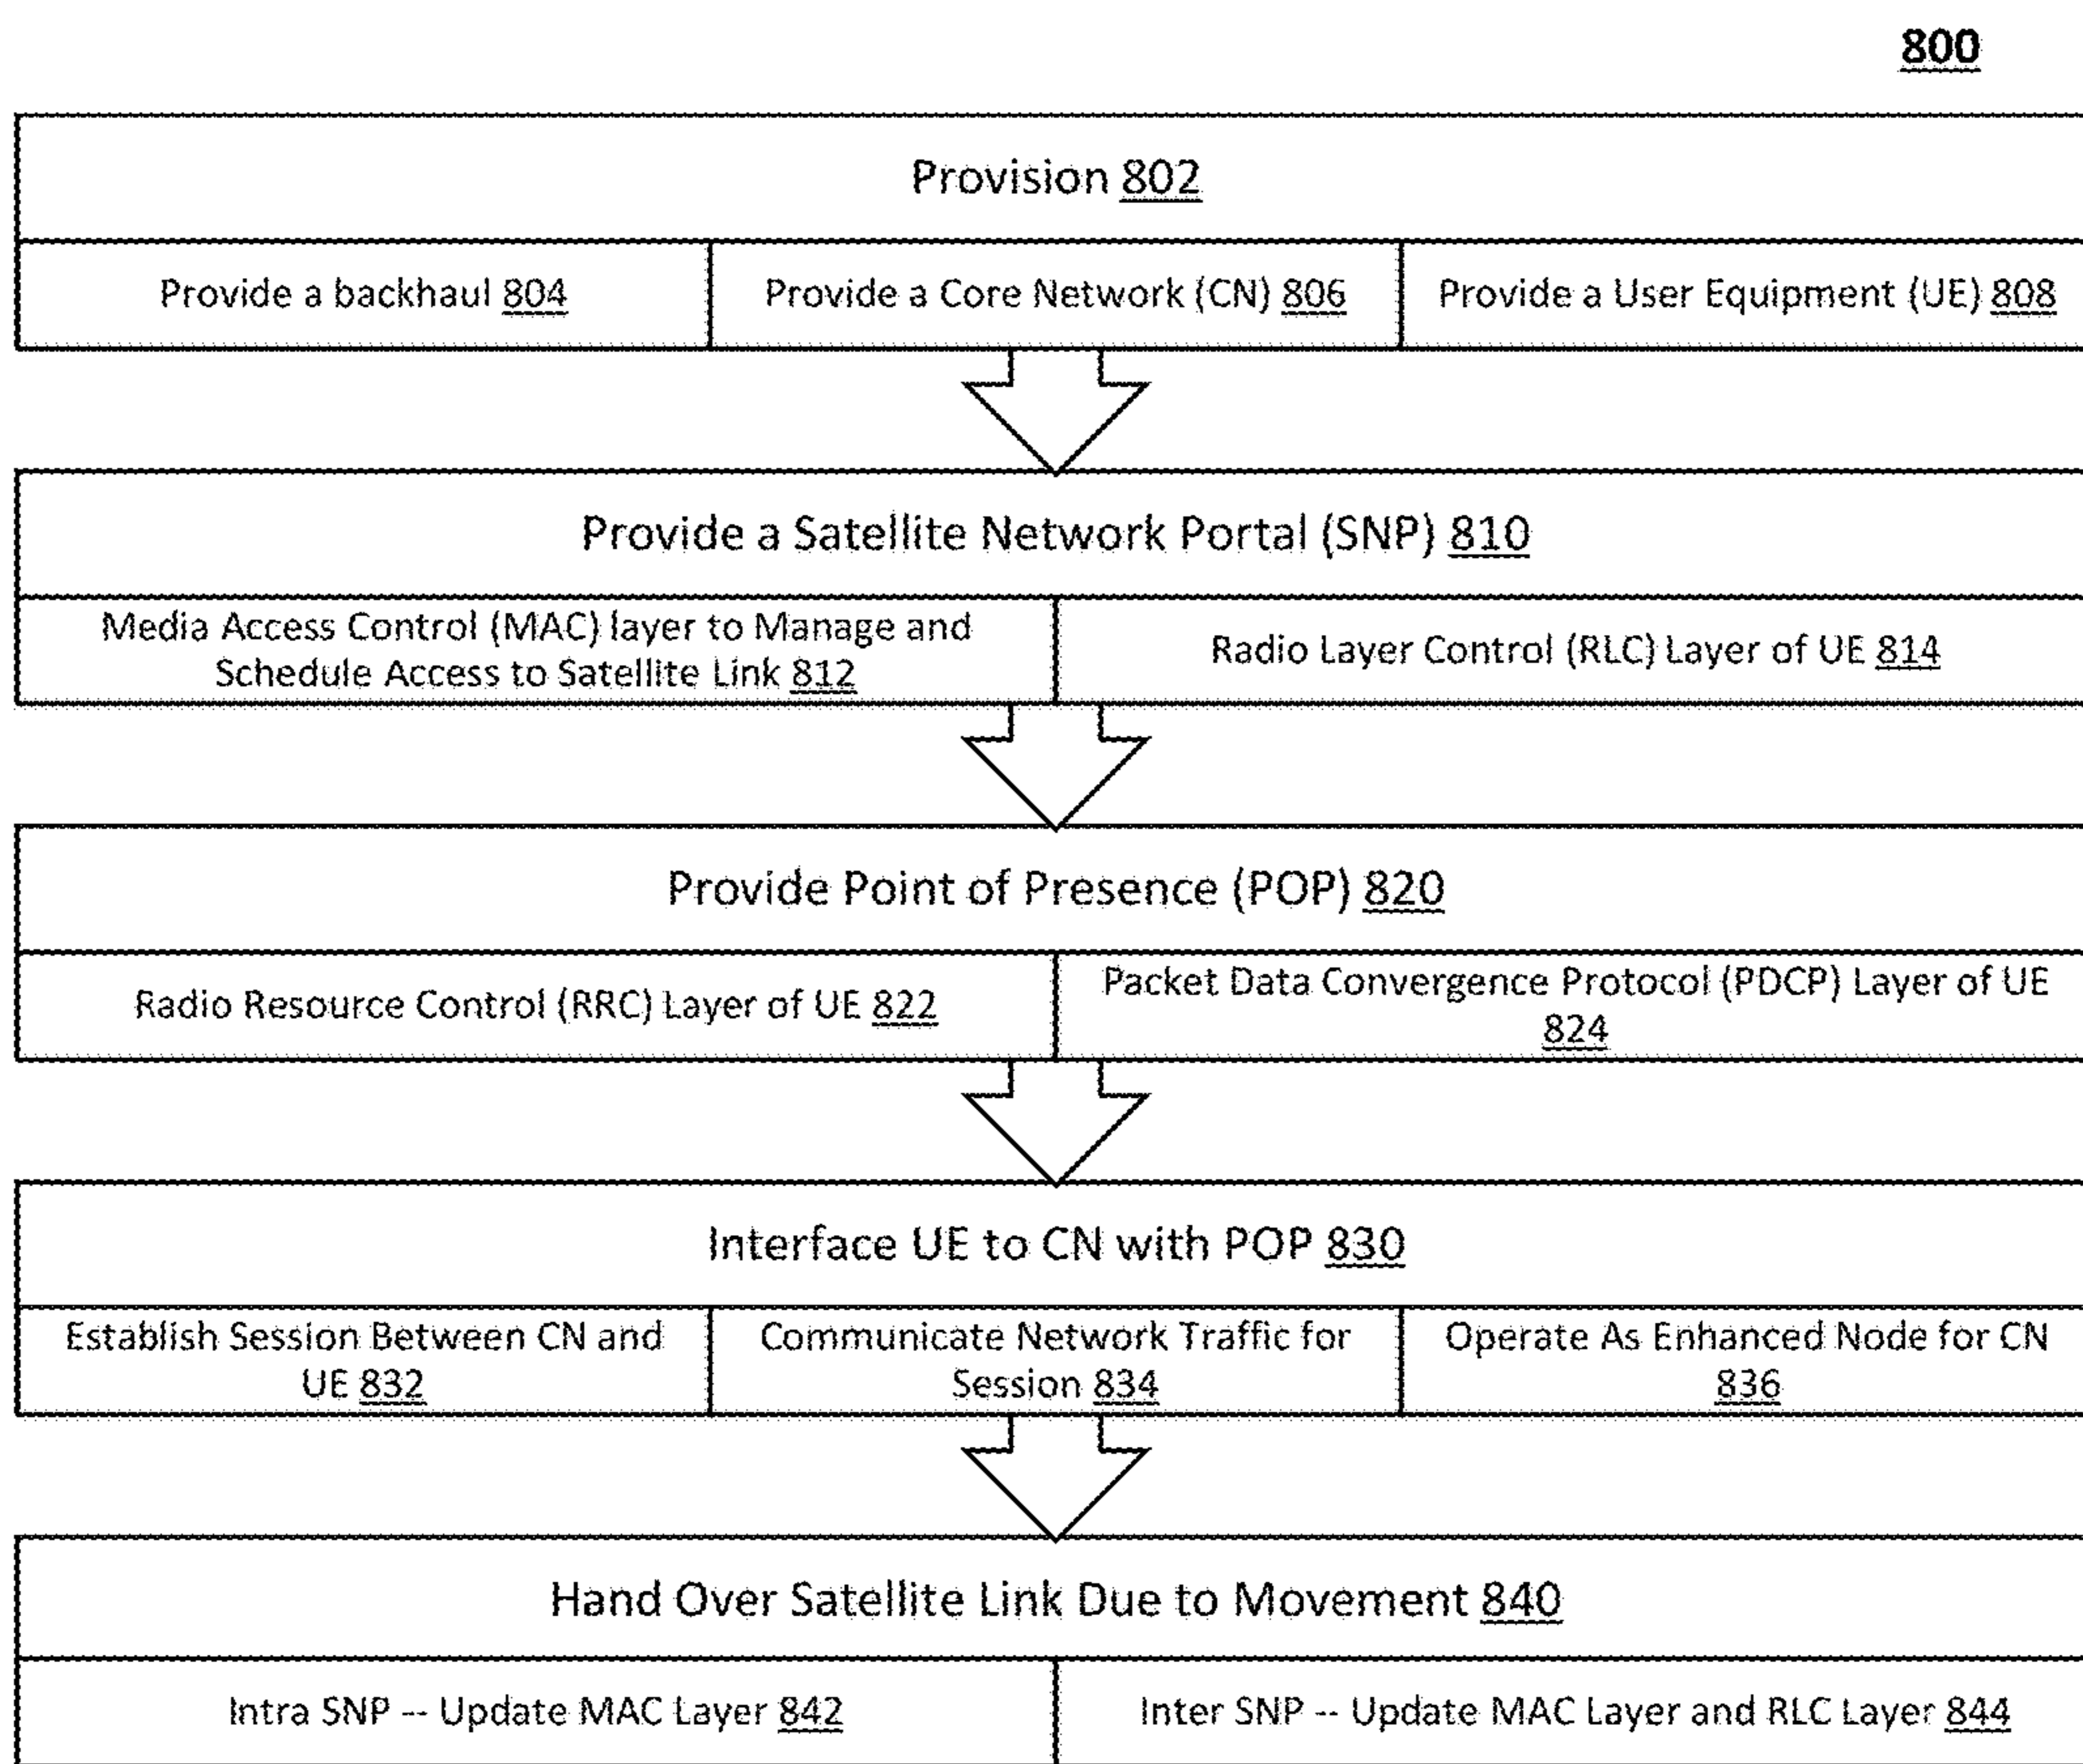 800
Provision 802
Provide a backhaul 804
Provide a Core Network (CN) 806
Provide a User Equipment (UE) 808
Provide a Satellite Network Portal (SNP) 810
Media Access Control (MAC) layer to Manage and
Schedule Access to Satellite Link 812
Radio Layer Control (RLC) Layer of UE 814
Provide Point of Presence (POP) 820
Radio Resource Control (RRC) Layer of UE 822
Packet Data Convergence Protocol (PDCP) Layer of UE
824
Interface UE to CN with POP 830
Establish Session Between CN and
UE 832
Communicate Network Traffic for
Session 834
Operate As Enhanced Node for CN
836
Hand Over Satellite Link Due to Movement 840
Intra SNP -- Update MAC Layer 842
Inter SNP -- Update MAC Layer and RLC Layer 844